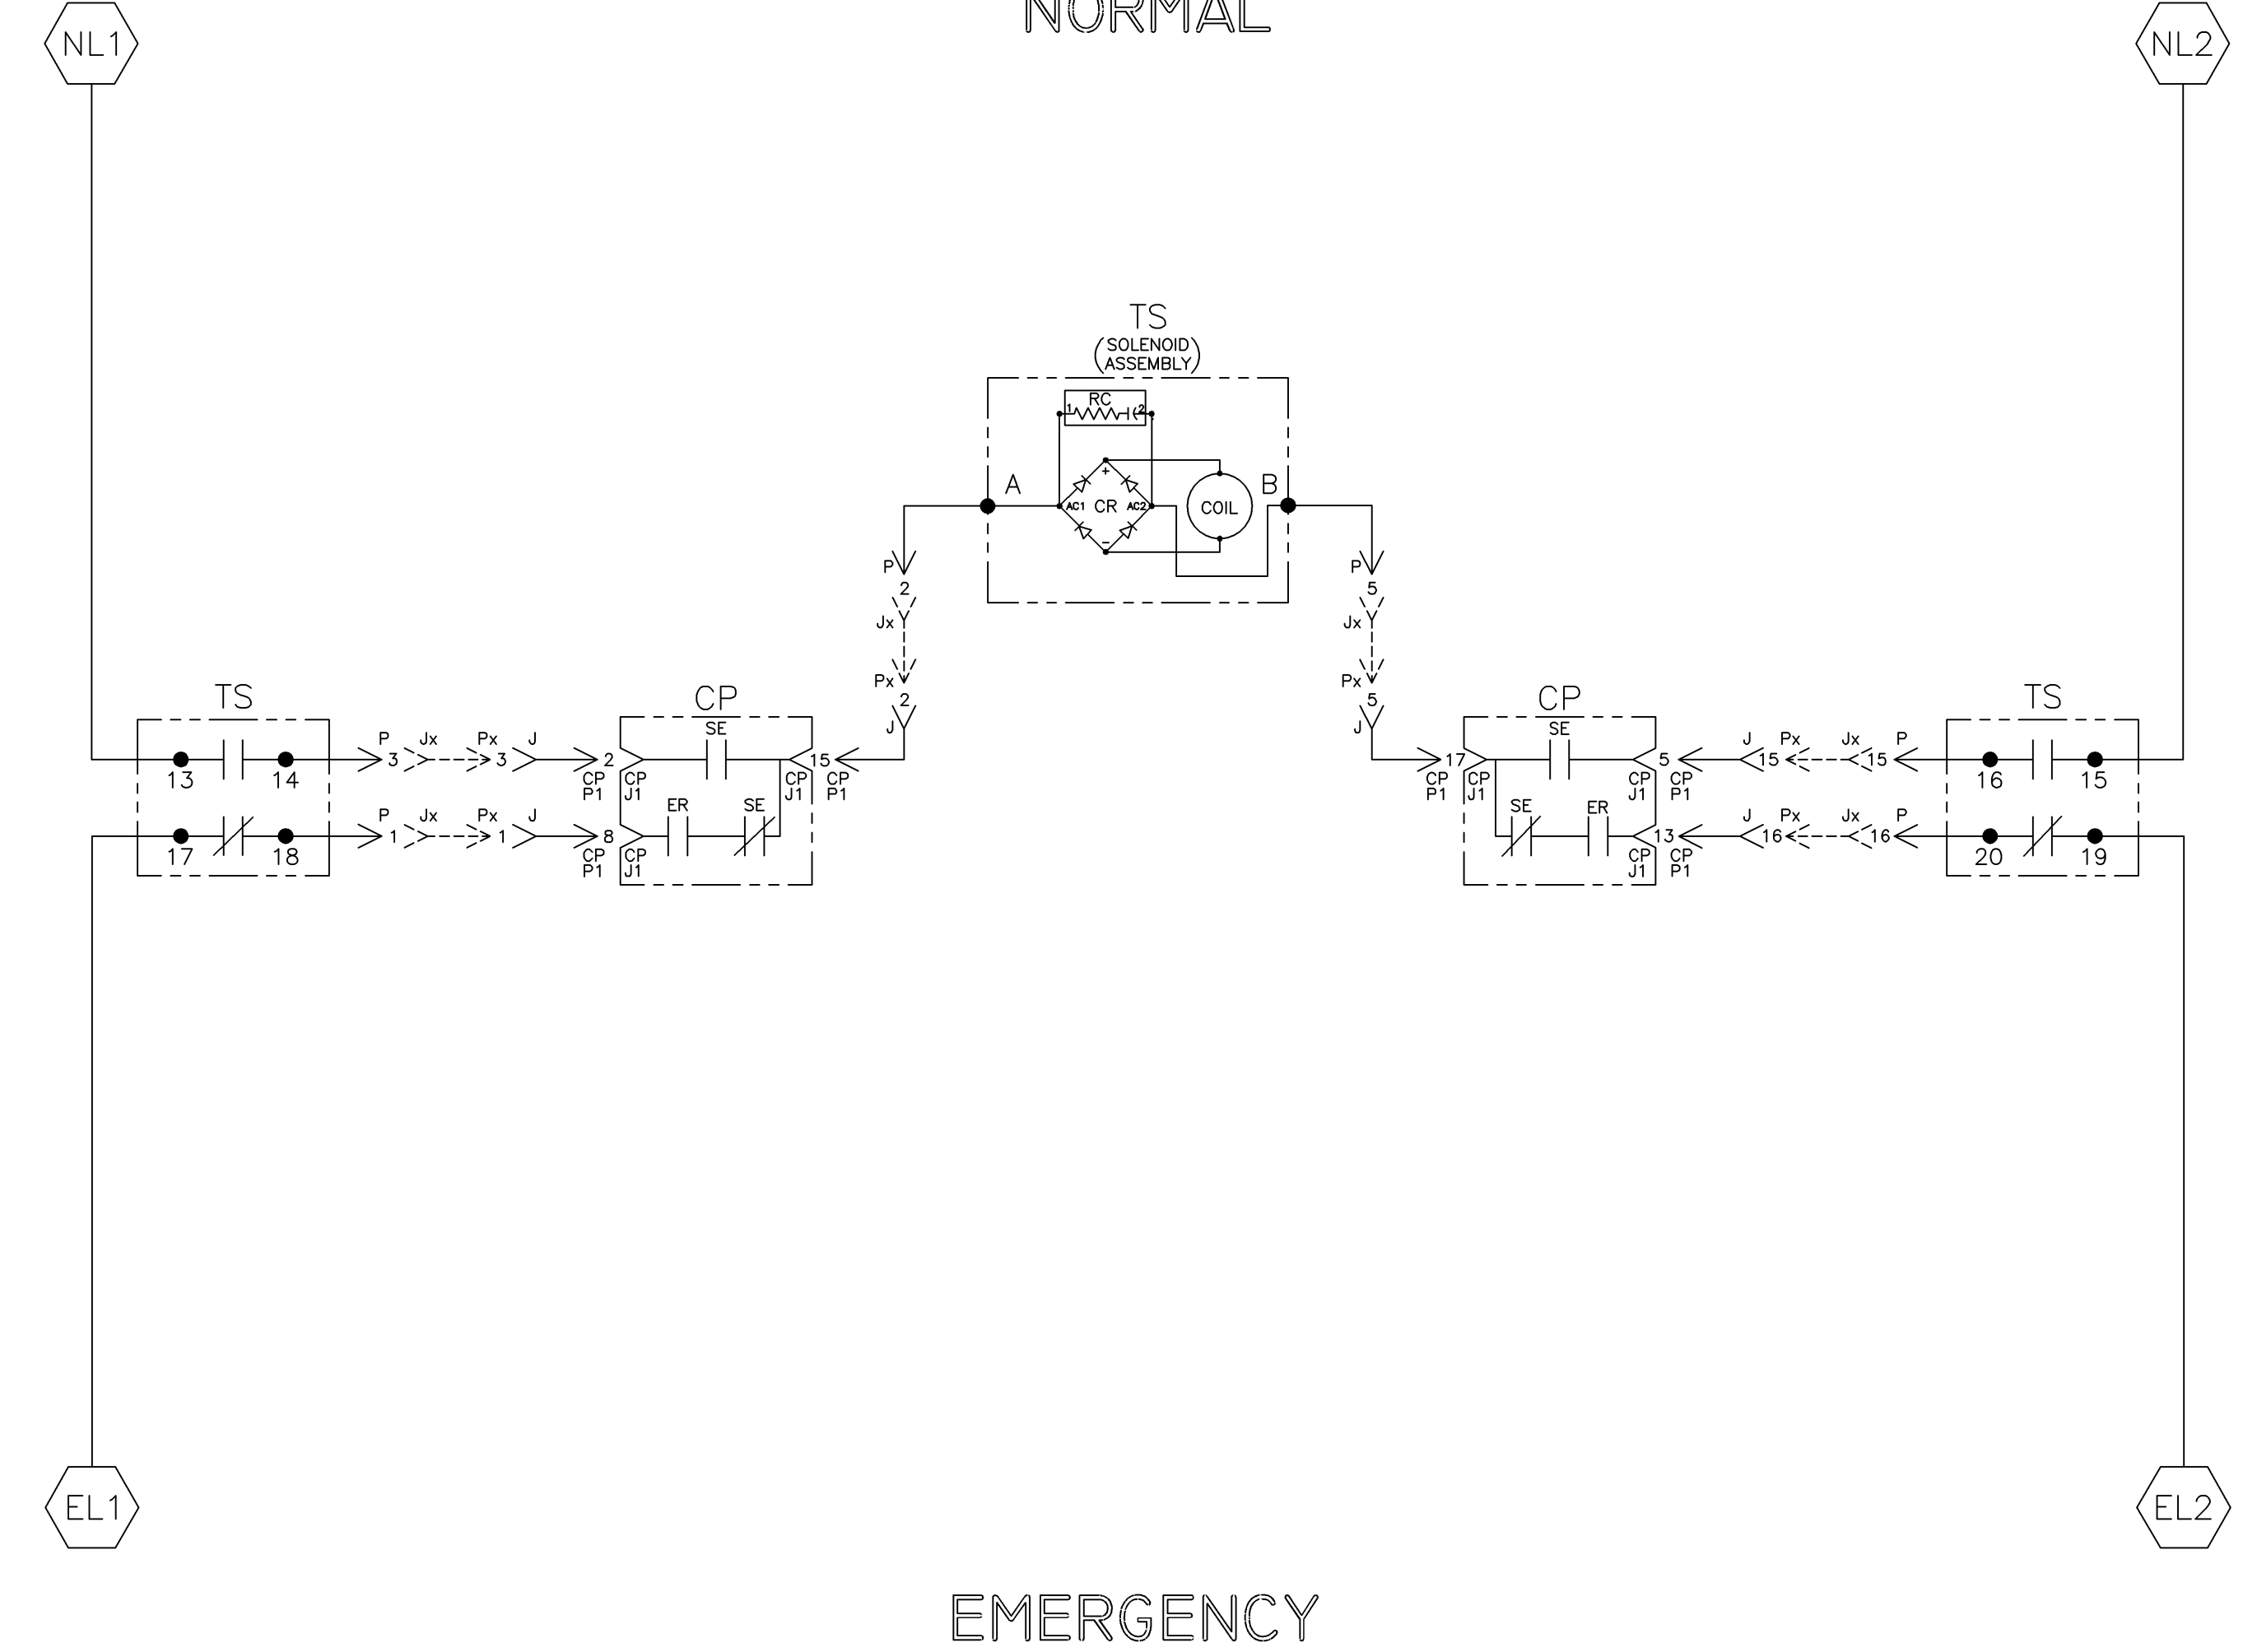 NORMAL
NL1 NL2
TS
(SOLENOID
ASSEMBLY)
RC
1 2
+
A B
AC1 CR AC2 COIL
−
P P
2 5
Jx Jx
Px Px
2 5
J J
TS CP CP TS
SE SE
P Jx Px J J Px Jx P
3 3 2 15 17 5 15 15
13 14 16 15
CP CP CP CP CP CP CP CP
P1 J1 J1 P1 P1 J1 J1 P1
ER SE SE ER
P Jx Px J J Px Jx P
1 1 8 13 16 16
17 18 20 19
CP CP CP CP
P1 J1 J1 P1
EL1 EL2
EMERGENCY